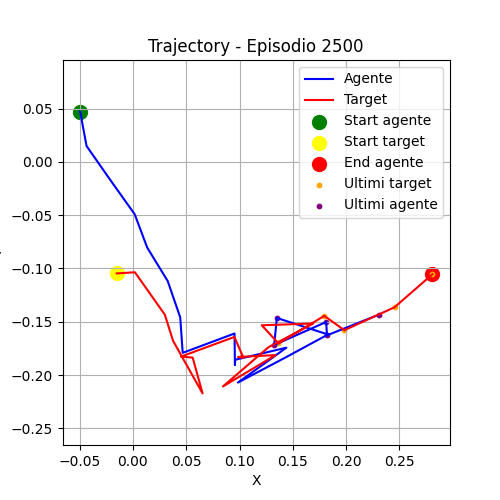 Trajectory - Episodio 2500
Agente
Target
Start agente
Start target
End agente
Ultimi target
Ultimi agente
0.05
0.00
−0.05
−0.10
−0.15
−0.20
−0.25
−0.05 0.00 0.05 0.10 0.15 0.20 0.25
X